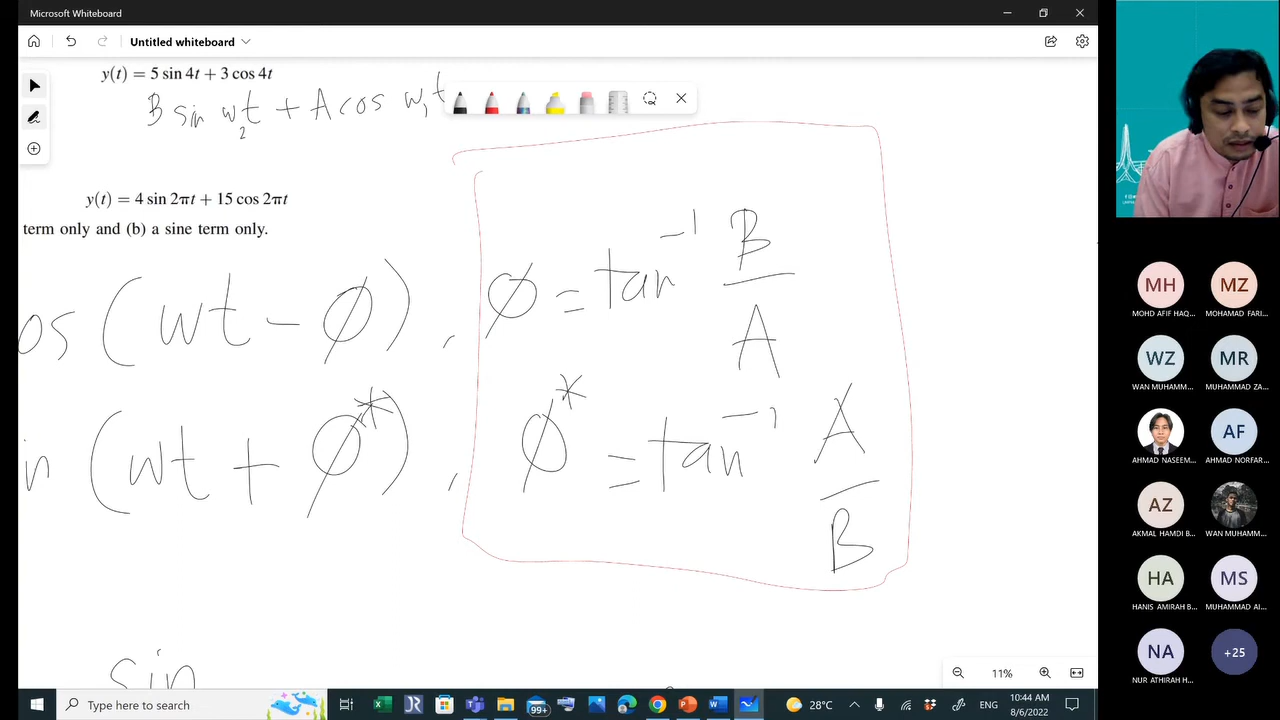 Microsoft Whiteboard
Untitled whiteboard
y(t) = 5 sin 4t + 3 cos 4t
B sin w₂t + A cos w₁t
y(t) = 4 sin 2πt + 15 cos 2πt
term only and (b) a sine term only.
os (wt − ø), ø = tan⁻¹ B/A
in (wt + ø*), ø* = tan⁻¹ A/B
sin
MH
MZ
MOHD AFIF HAQ...
MOHAMAD FARI...
WZ
MR
WAN MUHAMM...
MUHAMMAD ZA...
AF
AHMAD NASEEM...
AHMAD NORFAR...
AZ
AKMAL HAMDI B...
WAN MUHAMM...
HA
MS
HANIS AMIRAH B...
MUHAMMAD AI...
NA
+25
NUR ATHIRAH H...
11%
Type here to search
99+
28°C
ENG
10:44 AM
8/6/2022